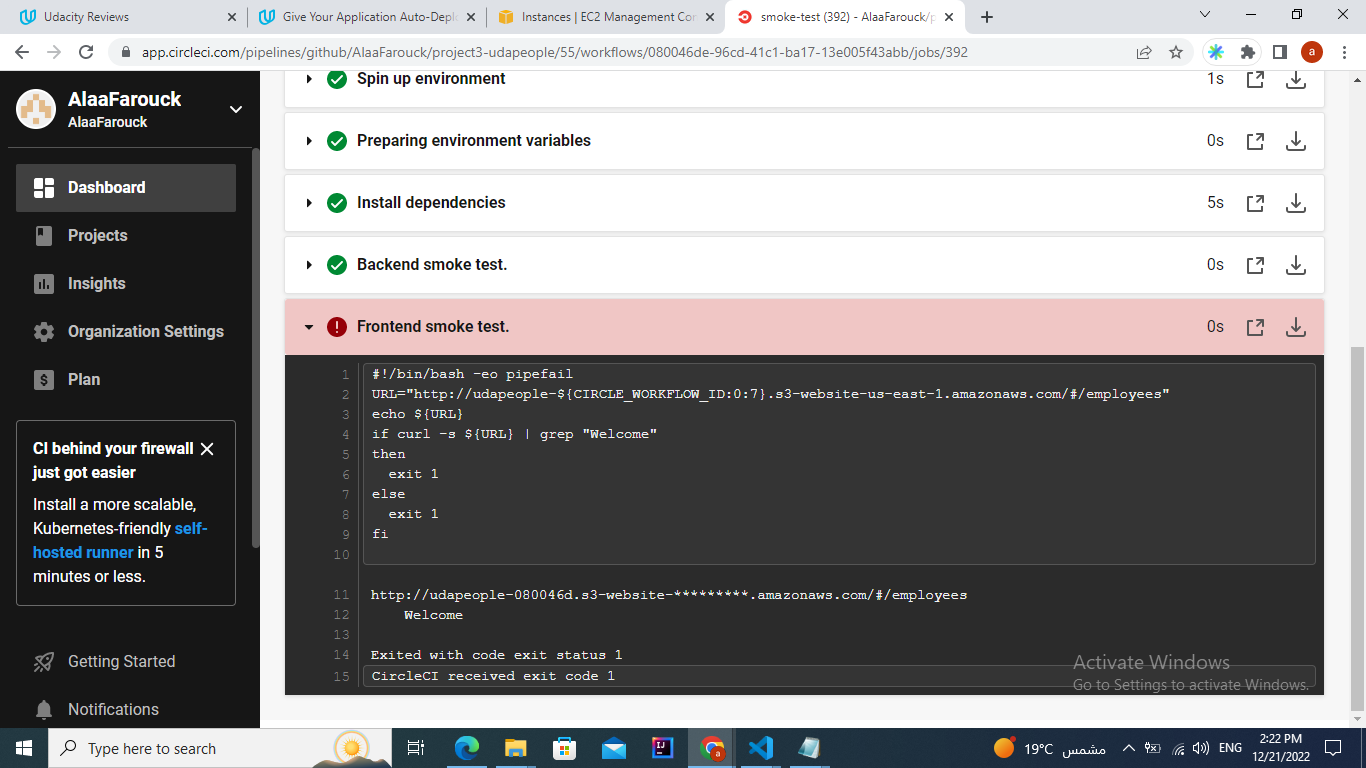 Udacity Reviews
Give Your Application Auto-Depl
Instances | EC2 Management Con
smoke-test (392) - AlaaFarouck/p
app.circleci.com/pipelines/github/AlaaFarouck/project3-udapeople/55/workflows/080046de-96cd-41c1-ba17-13e005f43abb/jobs/392
a
AlaaFarouck
AlaaFarouck
Dashboard
Projects
Insights
Organization Settings
Plan
CI behind your firewall
just got easier
Install a more scalable,
Kubernetes-friendly self-
hosted runner in 5
minutes or less.
Getting Started
Notifications
Spin up environment 1s
Preparing environment variables 0s
Install dependencies 5s
Backend smoke test. 0s
Frontend smoke test. 0s
1 #!/bin/bash -eo pipefail
2 URL="http://udapeople-${CIRCLE_WORKFLOW_ID:0:7}.s3-website-us-east-1.amazonaws.com/#/employees"
3 echo ${URL}
4 if curl -s ${URL} | grep "Welcome"
5 then
6 exit 1
7 else
8 exit 1
9 fi
10
11 http://udapeople-080046d.s3-website-*********.amazonaws.com/#/employees
12 Welcome
13
14 Exited with code exit status 1
15 CircleCI received exit code 1
Activate Windows
Go to Settings to activate Windows.
Type here to search
a
19°C مشمس
ENG
2:22 PM
12/21/2022